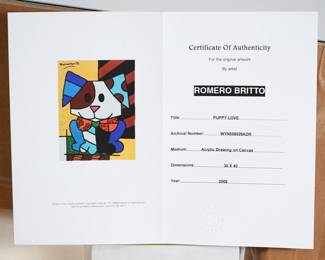 Certificate Of Authenticity
For the original artwork
By artist
ROMERO BRITTO
Title: PUPPY LOVE
Archival Number:
Medium: Acrylic Drawing on Canvas
Dimensions: 30 X 40
Year: